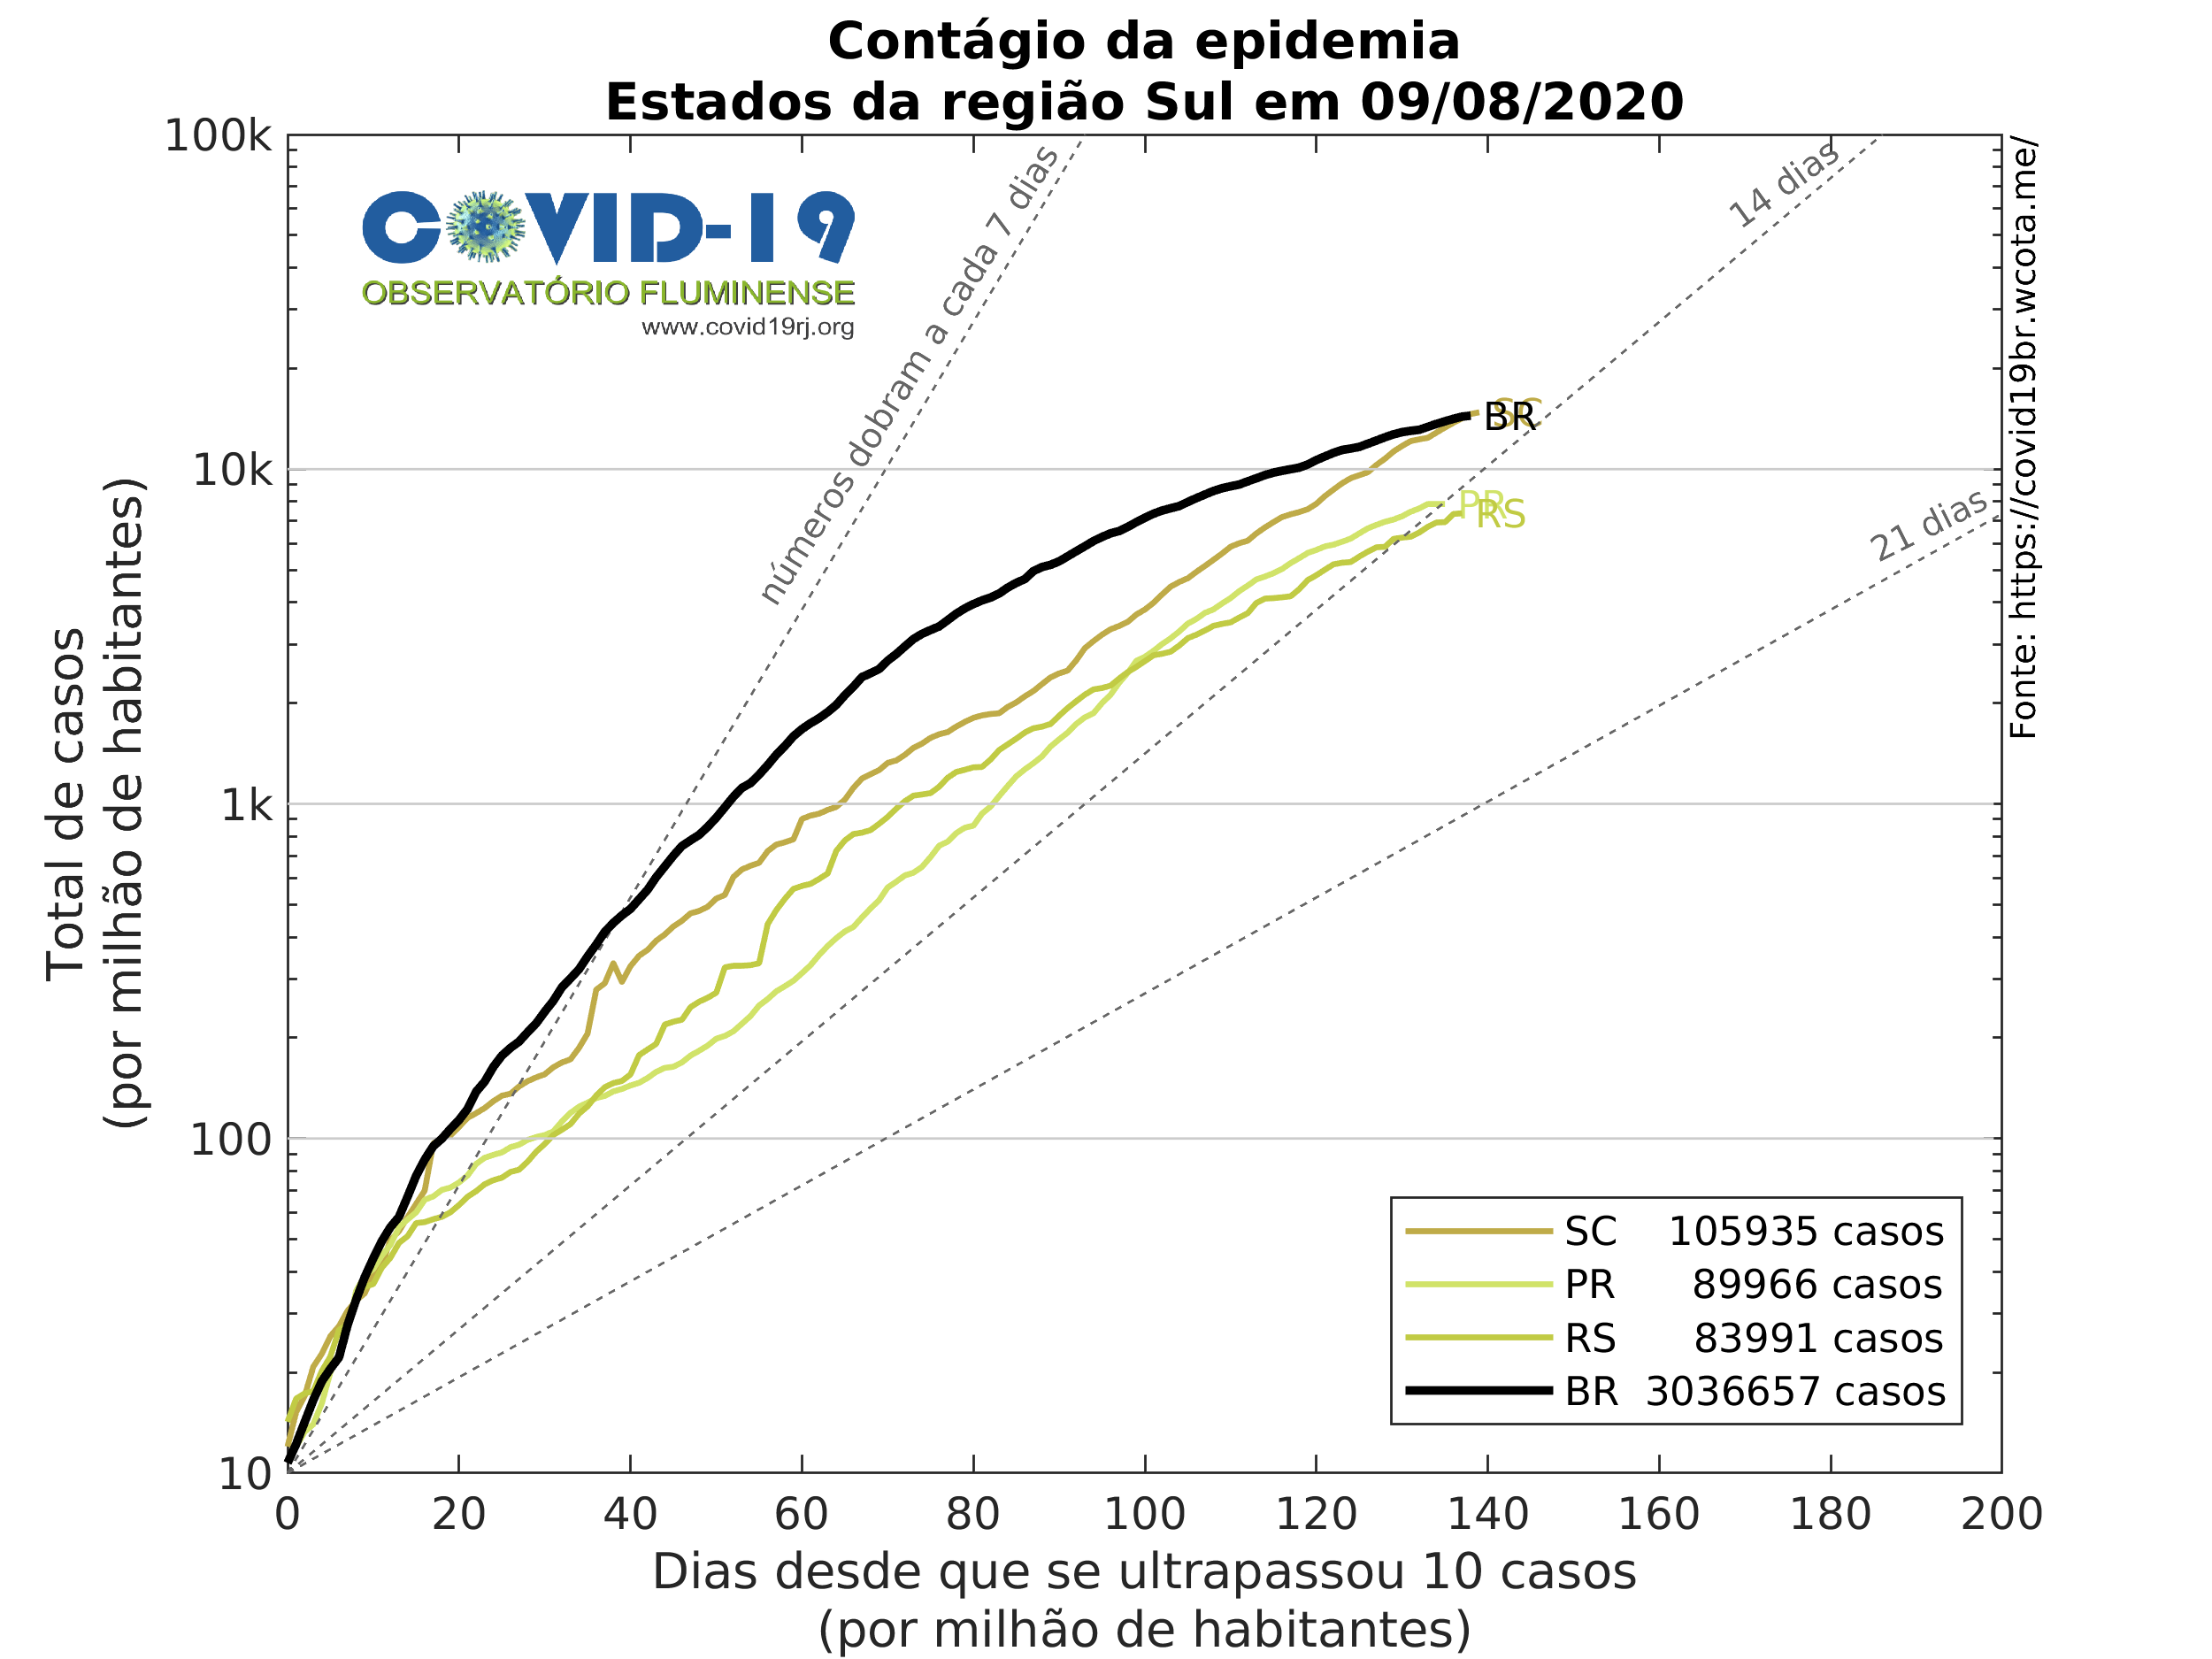 Contágio da epidemia
Estados da região Sul em 09/08/2020
100k
10k
1k
100
10
Total de casos
(por milhão de habitantes)
COVID-19
OBSERVATÓRIO FLUMINENSE
www.covid19rj.org
números dobram a cada 7 dias
14 dias
21 dias
SC
BR
PR
RS
Fonte: https://covid19br.wcota.me/
SC 105935 casos
PR 89966 casos
RS 83991 casos
BR 3036657 casos
0 20 40 60 80 100 120 140 160 180 200
Dias desde que se ultrapassou 10 casos
(por milhão de habitantes)